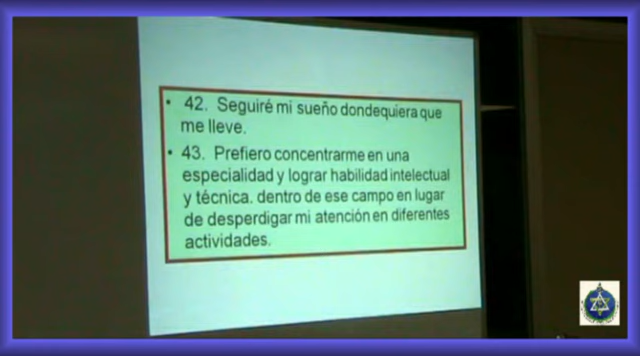 • 42. Seguiré mi sueño dondequiera que
me lleve.
• 43. Prefiero concentrarme en una
especialidad y lograr habilidad intelectual
y técnica. dentro de ese campo en lugar
de desperdigar mi atención en diferentes
actividades.